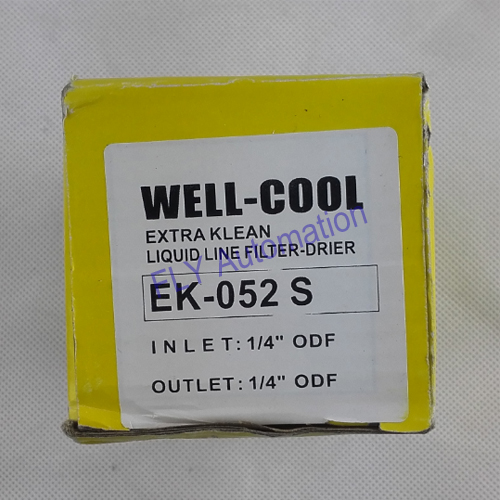 WELL-COOL
EXTRA KLEAN
LIQUID LINE FILTER-DRIER
FLY Automation
EK-052 S
INLET: 1/4" ODF
OUTLET: 1/4" ODF